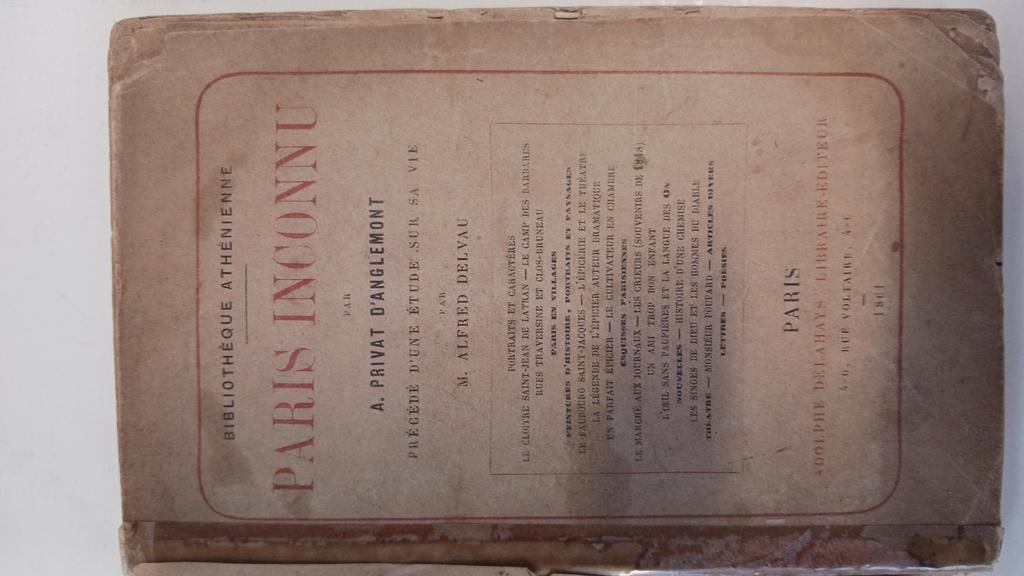 BIBLIOTHÈQUE ATHÉNIENNE
PARIS INCONNU
PAR
A. PRIVAT D'ANGLEMONT
PRÉCÉDÉ D'UNE ÉTUDE SUR SA VIE
PAR
M. ALFRED DELVAU
PORTRAITS ET CARACTÈRES
LE CLOITRE SAINT-JEAN DE LATRAN — LE CAMP DES BARBARES
RUES TRAVERSINE ET CLOS-BRUNEAU
PARIS EN VILLAGES
PEINTURES D'HISTOIRE, PORTRAITS ET PAYSAGES
LE FAUBOURG SAINT-JACQUES — L'ÉPICERIE ET LE THÉATRE
LA LÉGENDE DE L'ÉPICIER AUTEUR DRAMATIQUE
UN PARFAIT ÉPICIER — LE CULTIVATEUR EN CHAMBRE
ESQUISSES PARISIENNES
LE MARCHÉ AUX JOURNAUX — LES CRIEURS (SOUVENIRS DE 1848)
UN AMI TROP BON ENFANT
L'ŒIL SANS PAUPIÈRES ET LA LANGUE DES OS
NOUVELLES — HISTOIRE D'UNE CHEMISE
LES SINGES DE DIEU ET LES HOMMES DU DIABLE
THÉATRE — MONSIEUR POUPARD — ARTICLES DIVERS
LETTRES — POÉSIES
PARIS
ADOLPHE DELAHAYS, LIBRAIRE-ÉDITEUR
4-6, RUE VOLTAIRE, 4-6
1861